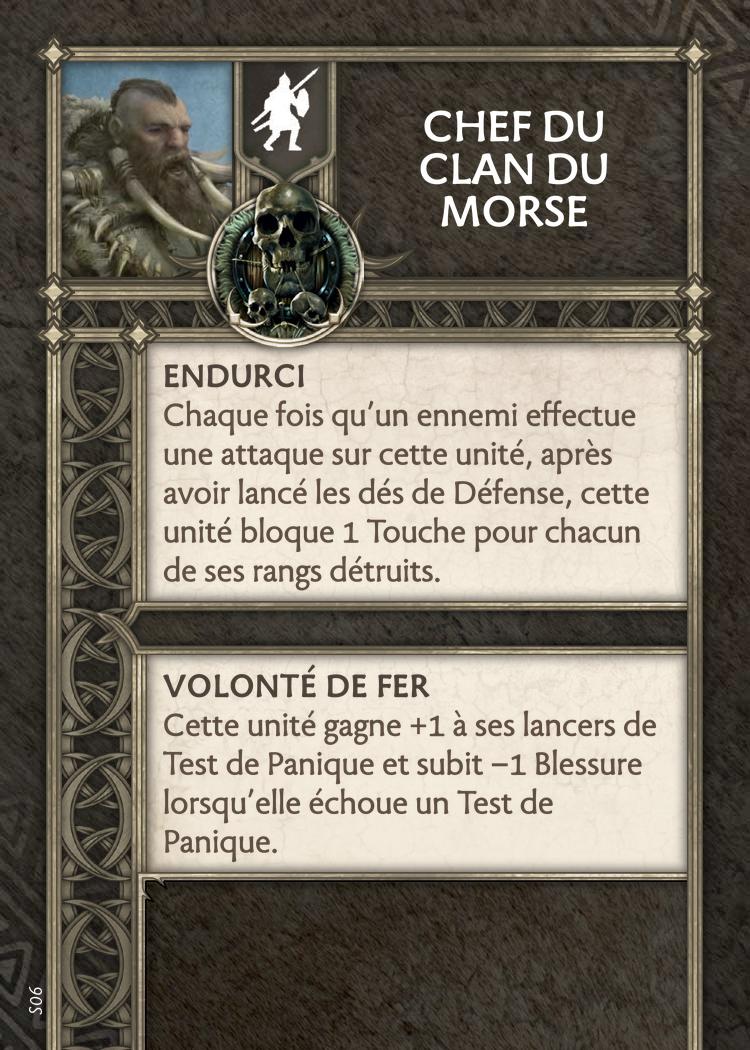 CHEF DU
CLAN DU
MORSE
ENDURCI
Chaque fois qu’un ennemi effectue
une attaque sur cette unité, après
avoir lancé les dés de Défense, cette
unité bloque 1 Touche pour chacun
de ses rangs détruits.
VOLONTÉ DE FER
Cette unité gagne +1 à ses lancers de
Test de Panique et subit −1 Blessure
lorsqu’elle échoue un Test de
Panique.
S06